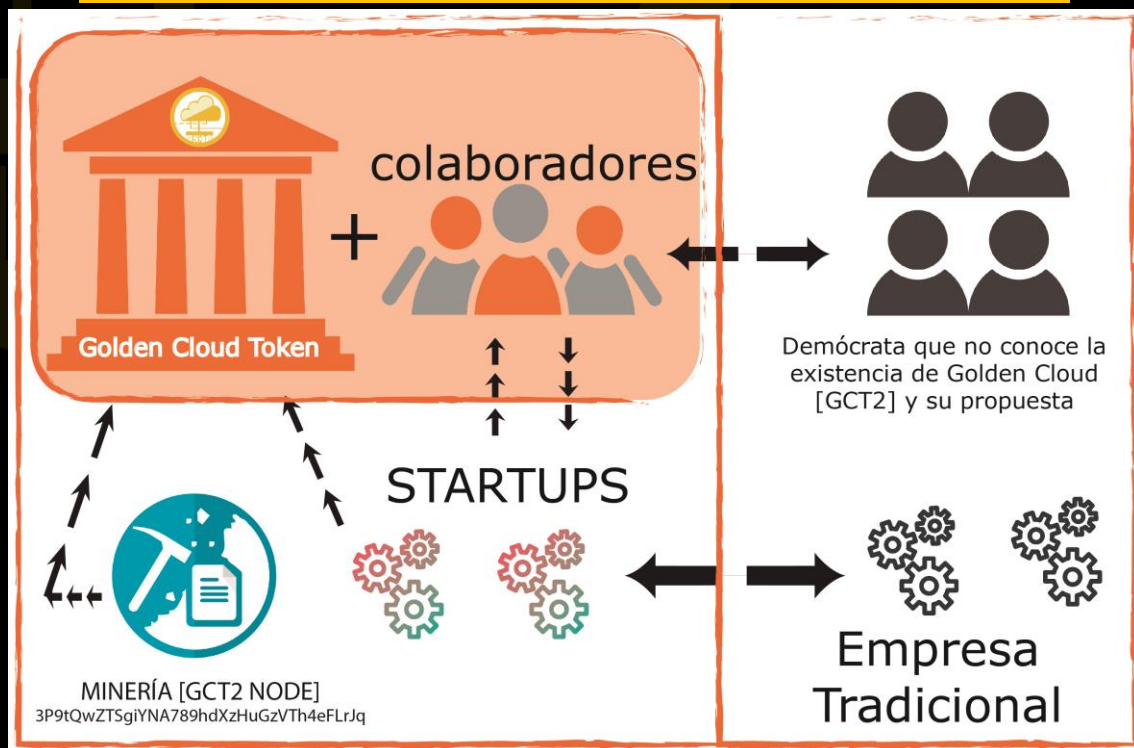 colaboradores
Golden Cloud Token
Demócrata que no conoce la
existencia de Golden Cloud
[GCT2] y su propuesta
STARTUPS
MINERÍA [GCT2 NODE]
3P9tQwZTSgiYNA789hdXzHuGzVTh4eFLrJq
Empresa
Tradicional